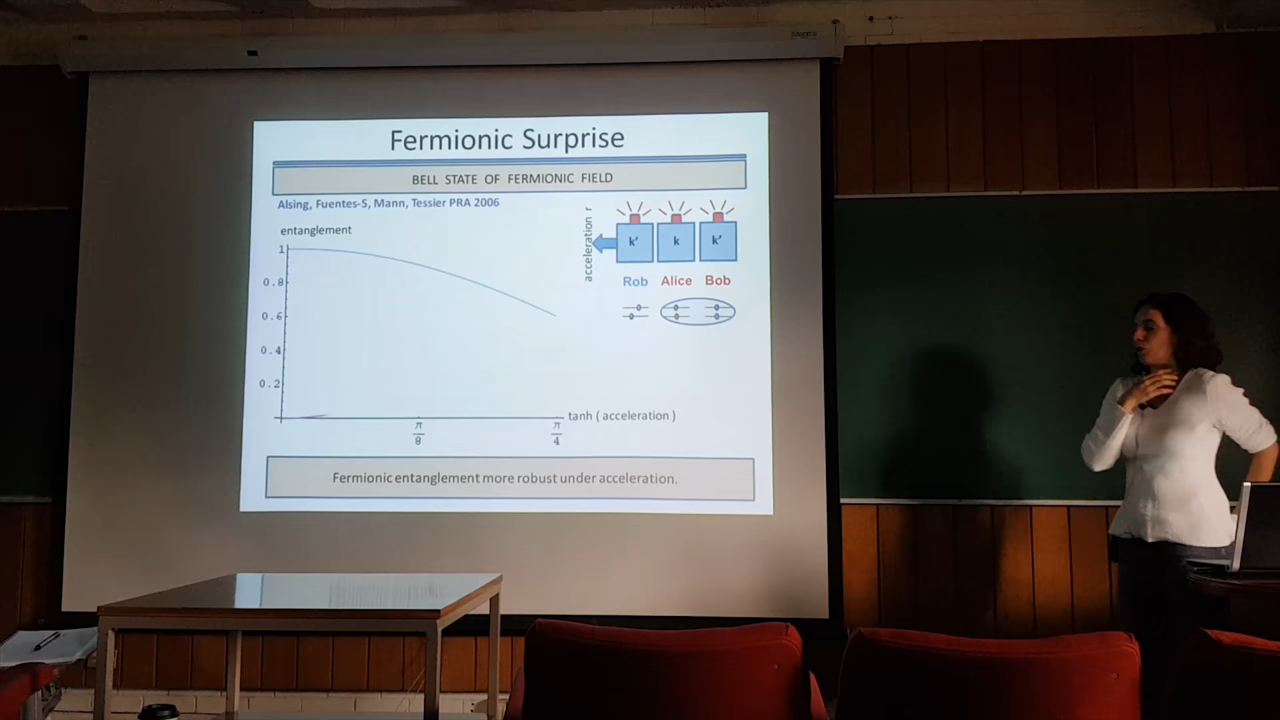 Fermionic Surprise
BELL STATE OF FERMIONIC FIELD
Alsing, Fuentes-S, Mann, Tessier PRA 2006
entanglement
1
0.8
0.6
0.4
0.2
π/8
π/4
tanh ( acceleration )
acceleration r
k' k k'
Rob Alice Bob
Fermionic entanglement more robust under acceleration.